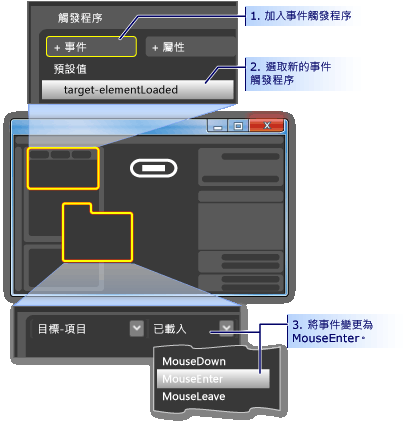 觸發程序
1. 加入事件觸發程序
+ 事件
+ 屬性
2. 選取新的事件
觸發程序
預設值
target-elementLoaded
X
目標-項目
已載入
3. 將事件變更為
MouseEnter。
MouseDown
MouseEnter
MouseLeave